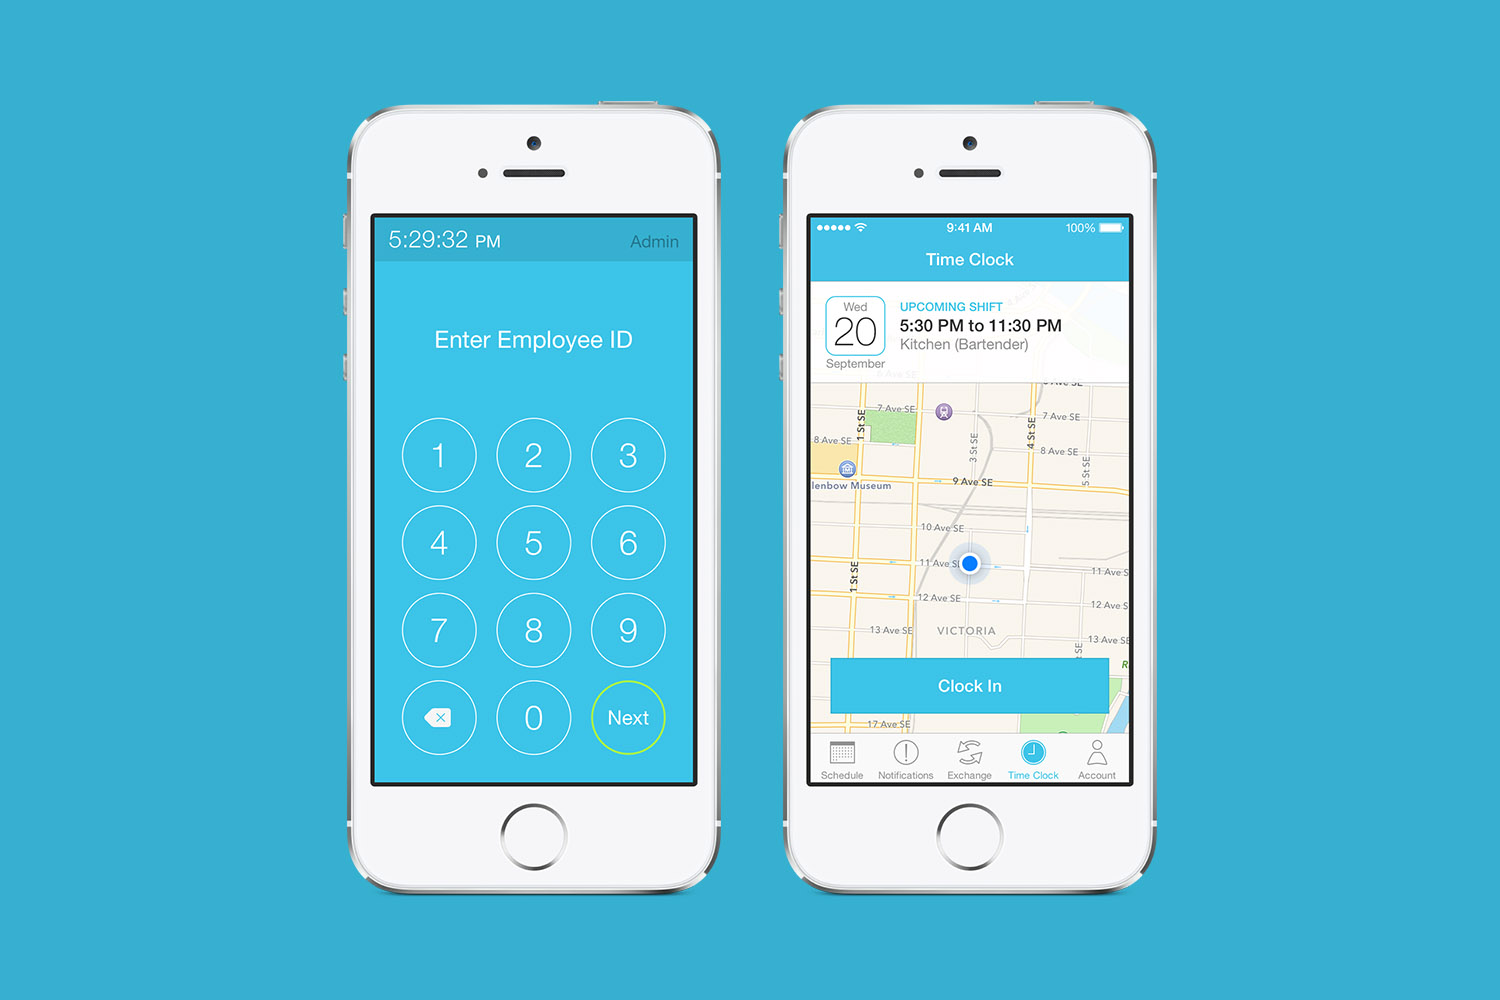 5:29:32 PM
Admin
Enter Employee ID
1
2
3
4
5
6
7
8
9
0
Next
9:41 AM
100%
Time Clock
Wed
20
September
UPCOMING SHIFT
5:30 PM to 11:30 PM
Kitchen (Bartender)
4 Ave SE
6 Ave SE
7 Ave SE
7 Ave SE
1 St SE
3 St SE
4 St SE
5 St SE
8 Ave SE
8 Ave SE
lenbow Museum
9 Ave SE
10 Ave SE
11 Ave S
11 Ave S
1 St SE
12 Ave SE
12 Ave S
13 Ave SE
VICTORIA
13 Ave SE
Clock In
17 Ave SE
Schedule
Notifications
Exchange
Time Clock
Account